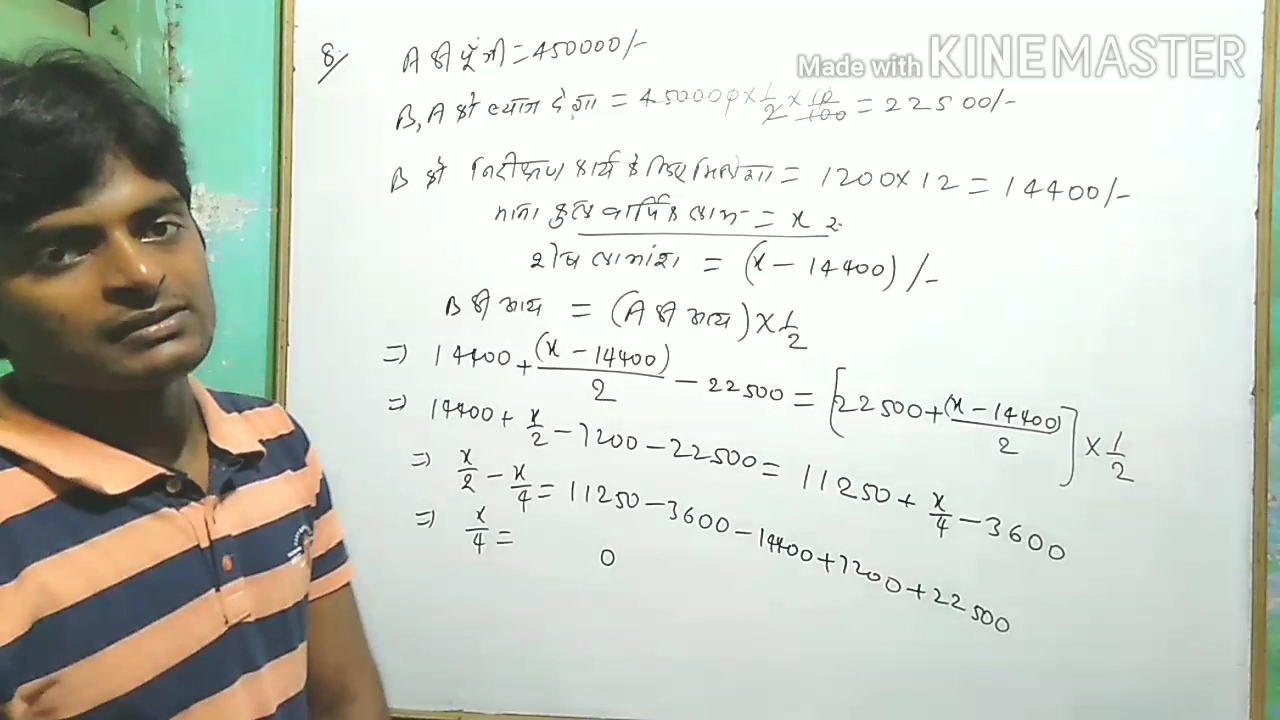 Made with KINEMASTER
8/ A की पूंजी = 450000/-
B, A को ब्याज देगा = 450000 × 1/2 × 10/100 = 22500/-
B को निरीक्षण कार्य के लिए मिलेगा = 1200 × 12 = 14400/-
माना कुल वार्षिक लाभ = x रु
शेष लाभांश = (x - 14400) /-
B की आय = (A की आय) × 1/2
⇒ 14400 + (x - 14400)/2 - 22500 = [22500 + (x - 14400)/2] × 1/2
⇒ 14400 + x/2 - 7200 - 22500 = 11250 + x/4 - 3600
⇒ x/2 - x/4 = 11250 - 3600 - 14400 + 7200 + 22500
⇒ x/4 = 0